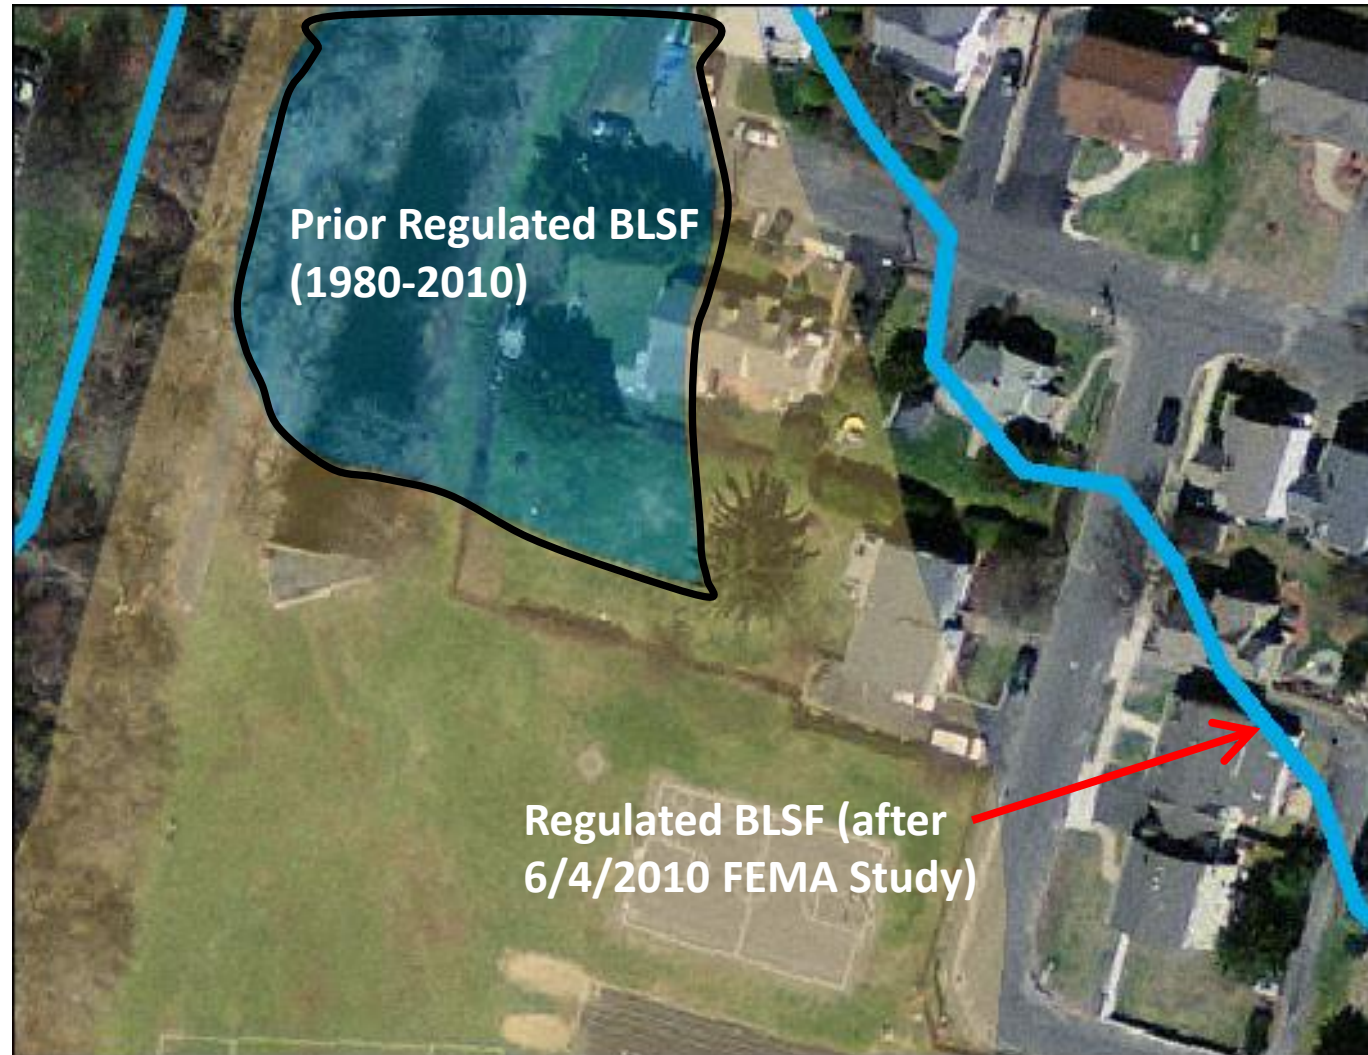 Prior Regulated BLSF
(1980-2010)
Regulated BLSF (after
6/4/2010 FEMA Study)